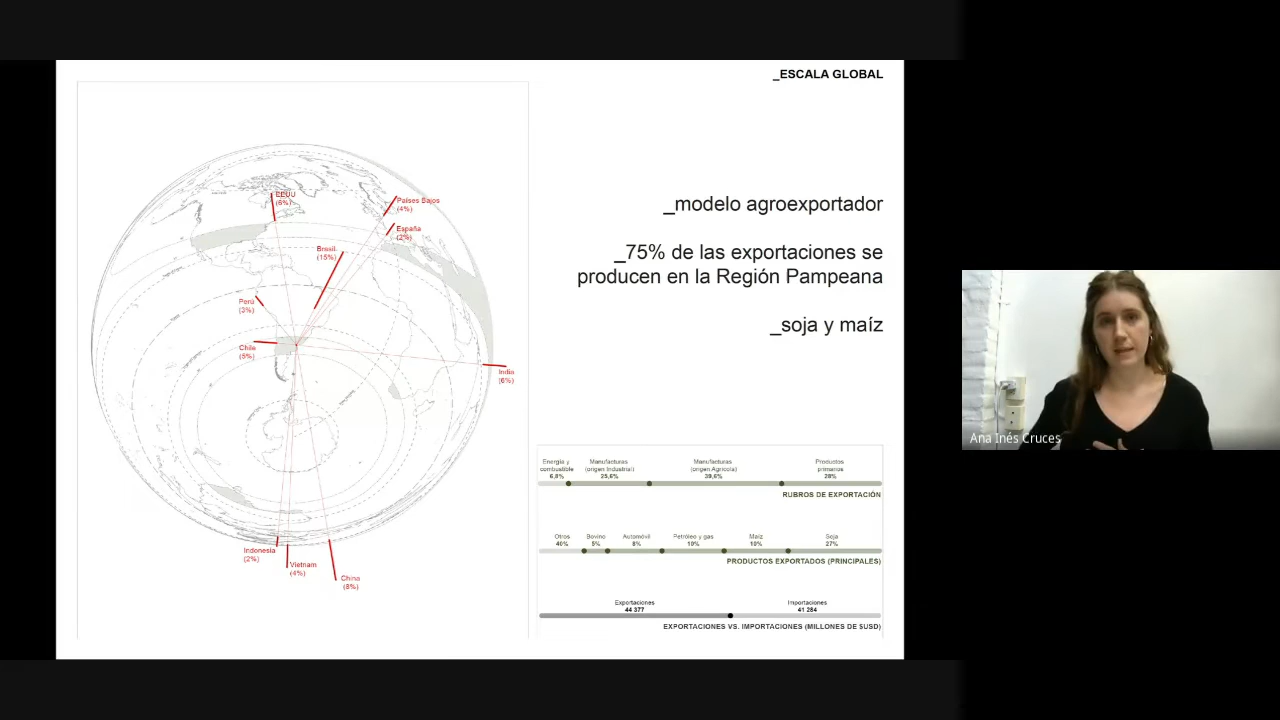 _ESCALA GLOBAL
_modelo agroexportador
_75% de las exportaciones se
producen en la Región Pampeana
_soja y maíz
EEUU
(6%)
Países Bajos
(4%)
España
(2%)
Brasil
(15%)
Perú
(3%)
Chile
(5%)
India
(6%)
Indonesia
(2%)
Vietnam
(4%)
China
(8%)
Energía y
combustible
6,8%
Manufacturas
(origen Industrial)
25,6%
Manufacturas
(origen Agrícola)
39,6%
Productos
primarios
28%
RUBROS DE EXPORTACIÓN
Otros
40%
Bovino
5%
Automóvil
8%
Petróleo y gas
10%
Maíz
10%
Soja
27%
PRODUCTOS EXPORTADOS (PRINCIPALES)
Exportaciones
44 377
Importaciones
41 284
EXPORTACIONES VS. IMPORTACIONES (MILLONES DE $USD)
Ana Inés Cruces